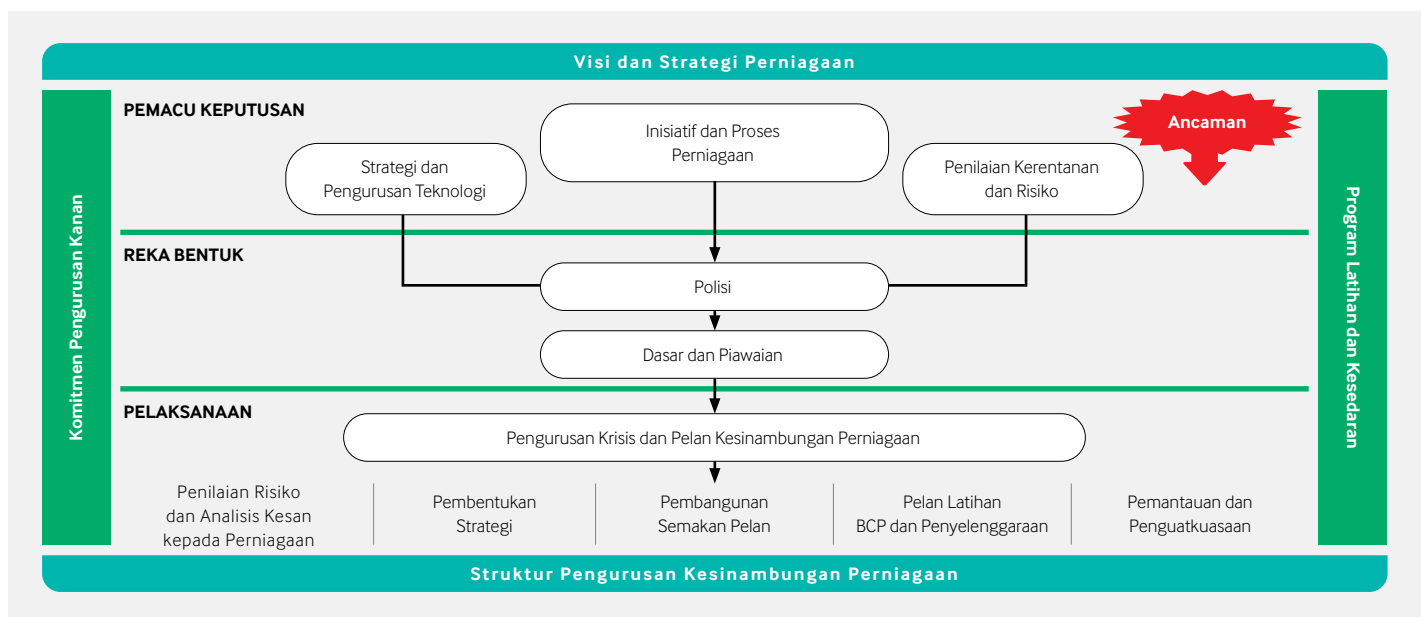 Visi dan Strategi Perniagaan
Komitmen Pengurusan Kanan
PEMACU KEPUTUSAN
Strategi dan
Pengurusan Teknologi
Inisiatif dan Proses
Perniagaan
Penilaian Kerentanan
dan Risiko
Ancaman
REKA BENTUK
Polisi
Dasar dan Piawaian
PELAKSANAAN
Pengurusan Krisis dan Pelan Kesinambungan Perniagaan
Penilaian Risiko
dan Analisis Kesan
kepada Perniagaan
Pembentukan
Strategi
Pembangunan
Semakan Pelan
Pelan Latihan
BCP dan Penyelenggaraan
Pemantauan dan
Penguatkuasaan
Program Latihan dan Kesedaran
Struktur Pengurusan Kesinambungan Perniagaan